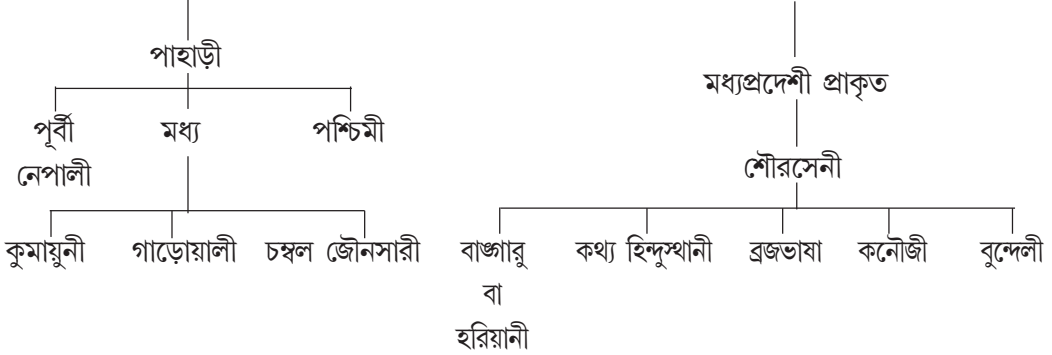 পাহাড়ী
পূর্বী
নেপালী
মধ্য
পশ্চিমী
কুমায়ুনী
গাড়োয়ালী
চম্বল জৌনসারী
মধ্যপ্রদেশী প্রাকৃত
শৌরসেনী
বাঙ্গারু
বা
হরিয়ানী
কথ্য হিন্দুস্থানী
ব্রজভাষা
কনৌজী
বুন্দেলী